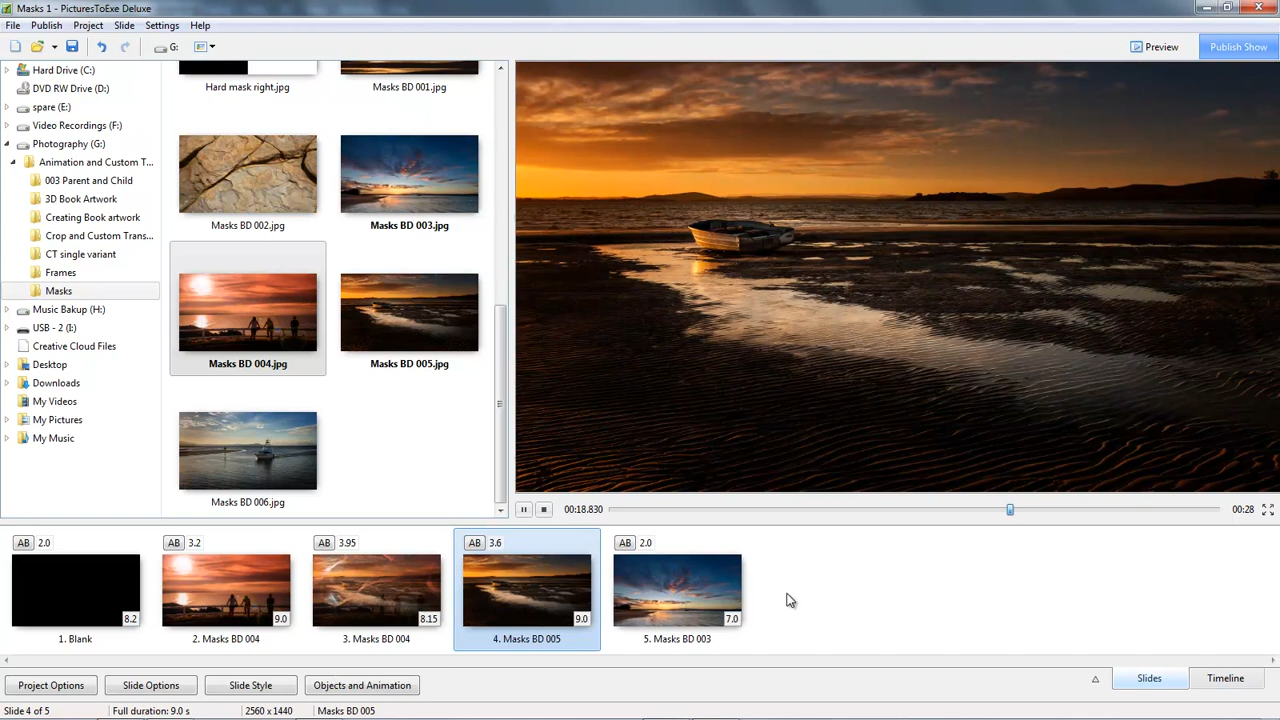 Masks 1 - PicturesToExe Deluxe
File Publish Project Slide Settings Help
G: Preview Publish Show
Hard Drive (C:)
DVD RW Drive (D:)
spare (E:)
Video Recordings (F:)
Photography (G:)
Animation and Custom T...
003 Parent and Child
3D Book Artwork
Creating Book artwork
Crop and Custom Trans...
CT single variant
Frames
Masks
Music Bakup (H:)
USB - 2 (I:)
Creative Cloud Files
Desktop
Downloads
My Videos
My Pictures
My Music
Hard mask right.jpg Masks BD 001.jpg
Masks BD 002.jpg Masks BD 003.jpg
Masks BD 004.jpg Masks BD 005.jpg
Masks BD 006.jpg
00:18.830 00:28
AB 2.0 AB 3.2 AB 3.95 AB 3.6 AB 2.0
8.2 9.0 8.15 9.0 7.0
1. Blank 2. Masks BD 004 3. Masks BD 004 4. Masks BD 005 5. Masks BD 003
Project Options Slide Options Slide Style Objects and Animation Slides Timeline
Slide 4 of 5 Full duration: 9.0 s 2560 x 1440 Masks BD 005